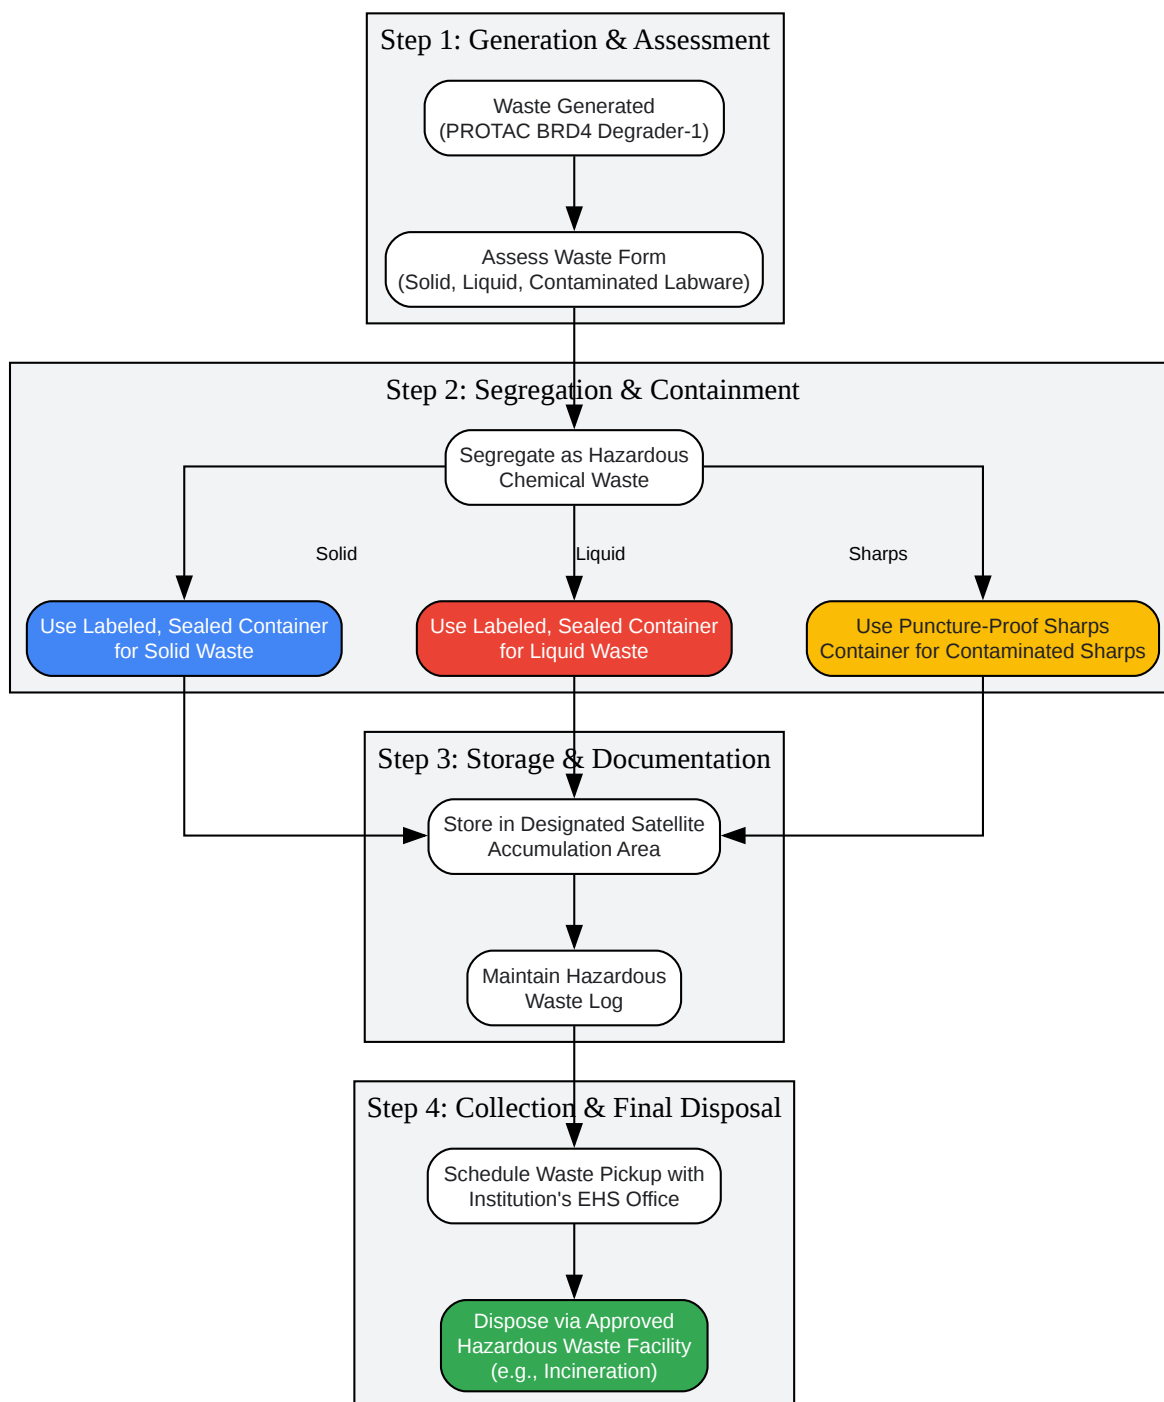 Step 1: Generation & Assessment
Waste Generated
(PROTAC BRD4 Degrader-1)
Assess Waste Form
(Solid, Liquid, Contaminated Labware)
Step 2: Segregation & Containment
Segregate as Hazardous
Chemical Waste
Solid
Liquid
Sharps
Use Labeled, Sealed Container
for Solid Waste
Use Labeled, Sealed Container
for Liquid Waste
Use Puncture-Proof Sharps
Container for Contaminated Sharps
Step 3: Storage & Documentation
Store in Designated Satellite
Accumulation Area
Maintain Hazardous
Waste Log
Step 4: Collection & Final Disposal
Schedule Waste Pickup with
Institution's EHS Office
Dispose via Approved
Hazardous Waste Facility
(e.g., Incineration)